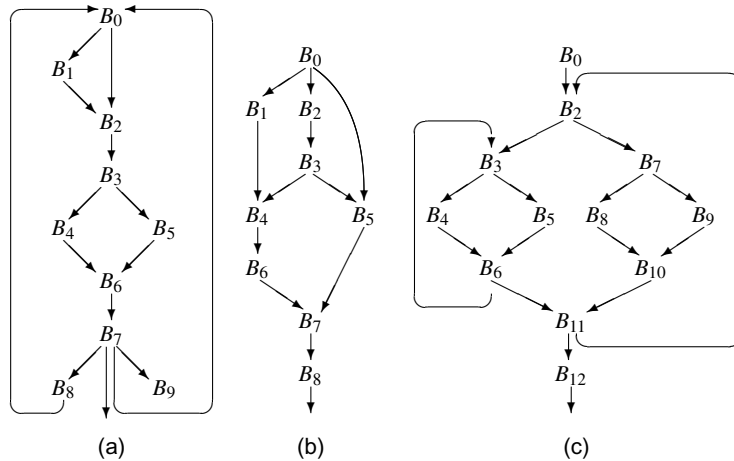 B₀
B₁
B₂
B₃
B₄ B₅
B₆
B₇
B₈ B₉
(a)
B₀
B₁ B₂
B₃
B₄ B₅
B₆
B₇
B₈
(b)
B₀
B₂
B₃ B₇
B₄ B₅ B₈ B₉
B₆ B₁₀
B₁₁
B₁₂
(c)